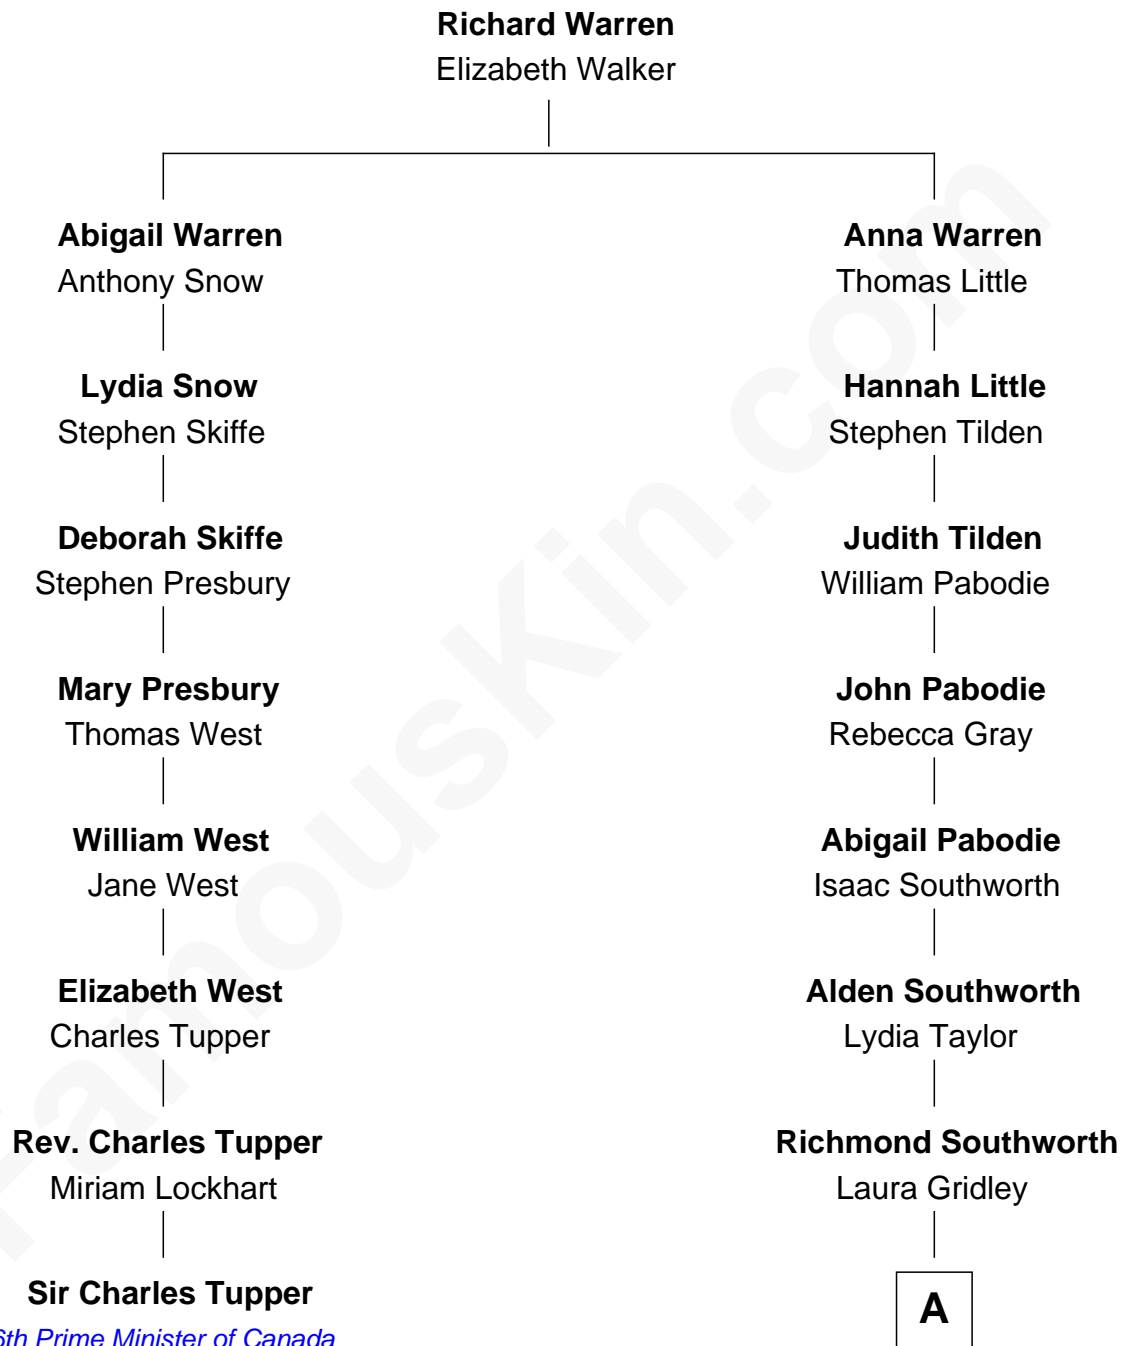 Richard Warren
Elizabeth Walker
Abigail Warren
Anthony Snow
Lydia Snow
Stephen Skiffe
Deborah Skiffe
Stephen Presbury
Mary Presbury
Thomas West
William West
Jane West
Elizabeth West
Charles Tupper
Rev. Charles Tupper
Miriam Lockhart
Sir Charles Tupper
6th Prime Minister of Canada
Anna Warren
Thomas Little
Hannah Little
Stephen Tilden
Judith Tilden
William Pabodie
John Pabodie
Rebecca Gray
Abigail Pabodie
Isaac Southworth
Alden Southworth
Lydia Taylor
Richmond Southworth
Laura Gridley
A
FamousKin.com